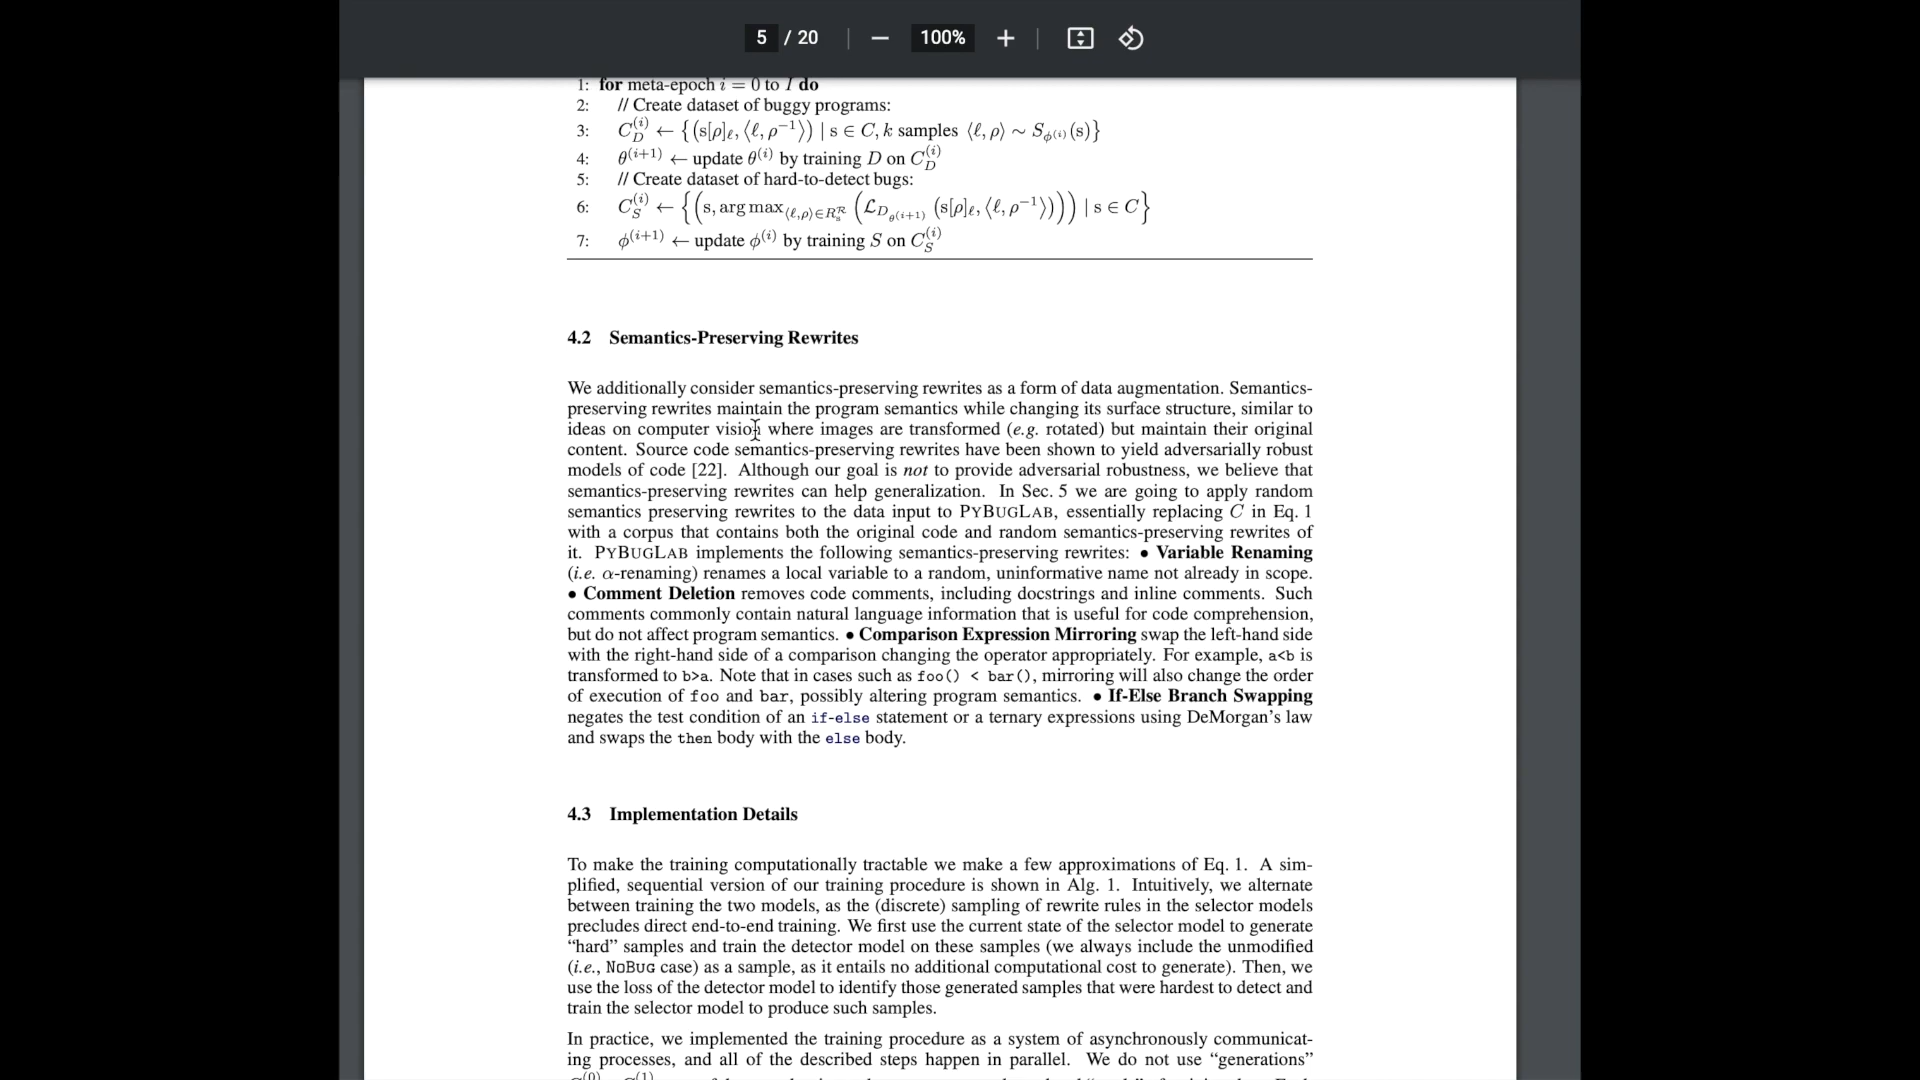 5 / 20 100%
1: for meta-epoch i = 0 to I do
2: // Create dataset of buggy programs:
3: C_D^{(i)} ← {(s[ρ]_ℓ, ⟨ℓ, ρ^{−1}⟩) | s ∈ C, k samples ⟨ℓ, ρ⟩ ∼ S_{ϕ^{(i)}}(s)}
4: θ^{(i+1)} ← update θ^{(i)} by training D on C_D^{(i)}
5: // Create dataset of hard-to-detect bugs:
6: C_S^{(i)} ← {(s, arg max_{⟨ℓ,ρ⟩∈R_s^R} (L_{D_{θ^{(i+1)}}} (s[ρ]_ℓ, ⟨ℓ, ρ^{−1}⟩))) | s ∈ C}
7: ϕ^{(i+1)} ← update ϕ^{(i)} by training S on C_S^{(i)}
4.2 Semantics-Preserving Rewrites
We additionally consider semantics-preserving rewrites as a form of data augmentation. Semantics-
preserving rewrites maintain the program semantics while changing its surface structure, similar to
ideas on computer vision where images are transformed (e.g. rotated) but maintain their original
content. Source code semantics-preserving rewrites have been shown to yield adversarially robust
models of code [22]. Although our goal is not to provide adversarial robustness, we believe that
semantics-preserving rewrites can help generalization. In Sec. 5 we are going to apply random
semantics preserving rewrites to the data input to PYBUGLAB, essentially replacing C in Eq. 1
with a corpus that contains both the original code and random semantics-preserving rewrites of
it. PYBUGLAB implements the following semantics-preserving rewrites: • Variable Renaming
(i.e. α-renaming) renames a local variable to a random, uninformative name not already in scope.
• Comment Deletion removes code comments, including docstrings and inline comments. Such
comments commonly contain natural language information that is useful for code comprehension,
but do not affect program semantics. • Comparison Expression Mirroring swap the left-hand side
with the right-hand side of a comparison changing the operator appropriately. For example, a<b is
transformed to b>a. Note that in cases such as foo() < bar(), mirroring will also change the order
of execution of foo and bar, possibly altering program semantics. • If-Else Branch Swapping
negates the test condition of an if-else statement or a ternary expressions using DeMorgan's law
and swaps the then body with the else body.
4.3 Implementation Details
To make the training computationally tractable we make a few approximations of Eq. 1. A sim-
plified, sequential version of our training procedure is shown in Alg. 1. Intuitively, we alternate
between training the two models, as the (discrete) sampling of rewrite rules in the selector models
precludes direct end-to-end training. We first use the current state of the selector model to generate
“hard” samples and train the detector model on these samples (we always include the unmodified
(i.e., NOBUG case) as a sample, as it entails no additional computational cost to generate). Then, we
use the loss of the detector model to identify those generated samples that were hardest to detect and
train the selector model to produce such samples.
In practice, we implemented the training procedure as a system of asynchronously communicat-
ing processes, and all of the described steps happen in parallel. We do not use “generations”